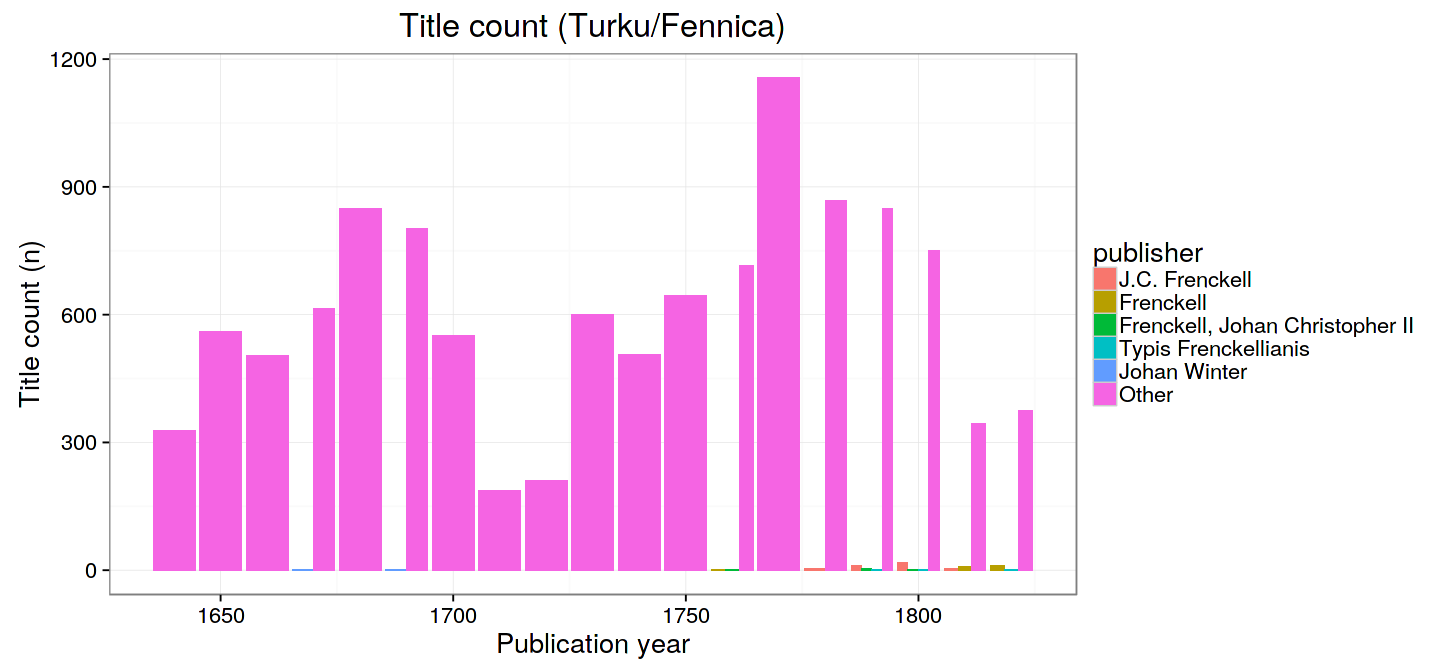 Title count (Turku/Fennica)
1200
900
600
300
0
Title count (n)
1650 1700 1750 1800
Publication year
publisher
J.C. Frenckell
Frenckell
Frenckell, Johan Christopher II
Typis Frenckellianis
Johan Winter
Other